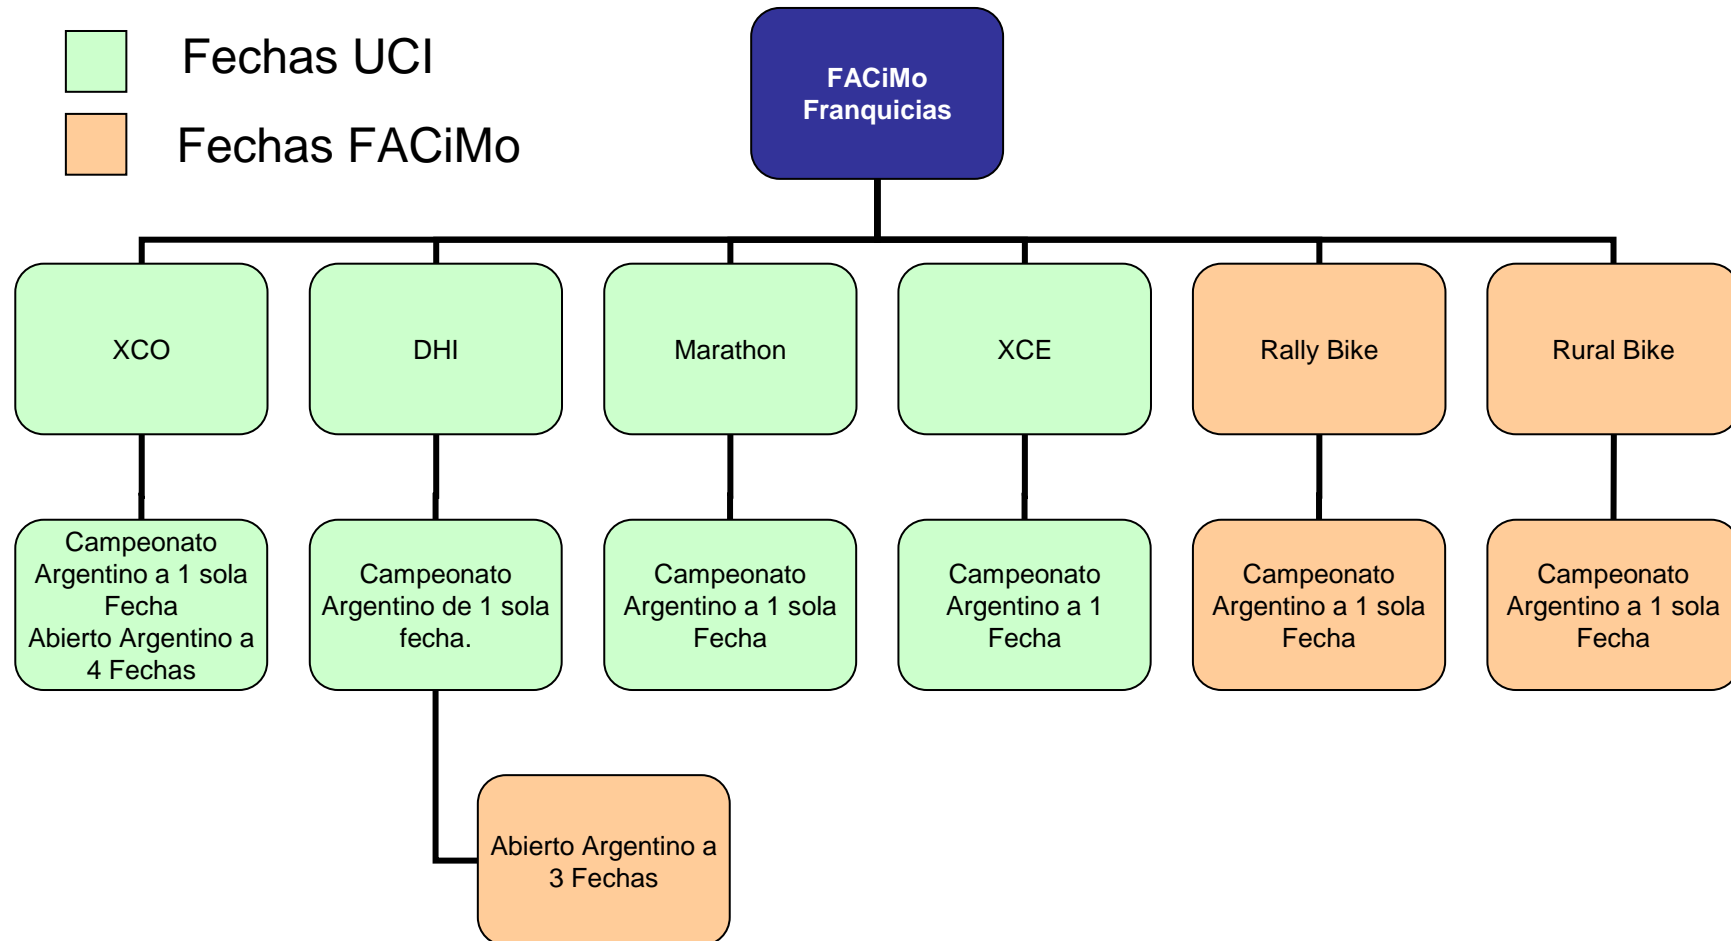 Fechas UCI
Fechas FACiMo
FACiMo
Franquicias
XCO
DHI
Marathon
XCE
Rally Bike
Rural Bike
Campeonato
Argentino a 1 sola
Fecha
Abierto Argentino a
4 Fechas
Campeonato
Argentino de 1 sola
fecha.
Campeonato
Argentino a 1 sola
Fecha
Campeonato
Argentino a 1
Fecha
Campeonato
Argentino a 1 sola
Fecha
Campeonato
Argentino a 1 sola
Fecha
Abierto Argentino a
3 Fechas